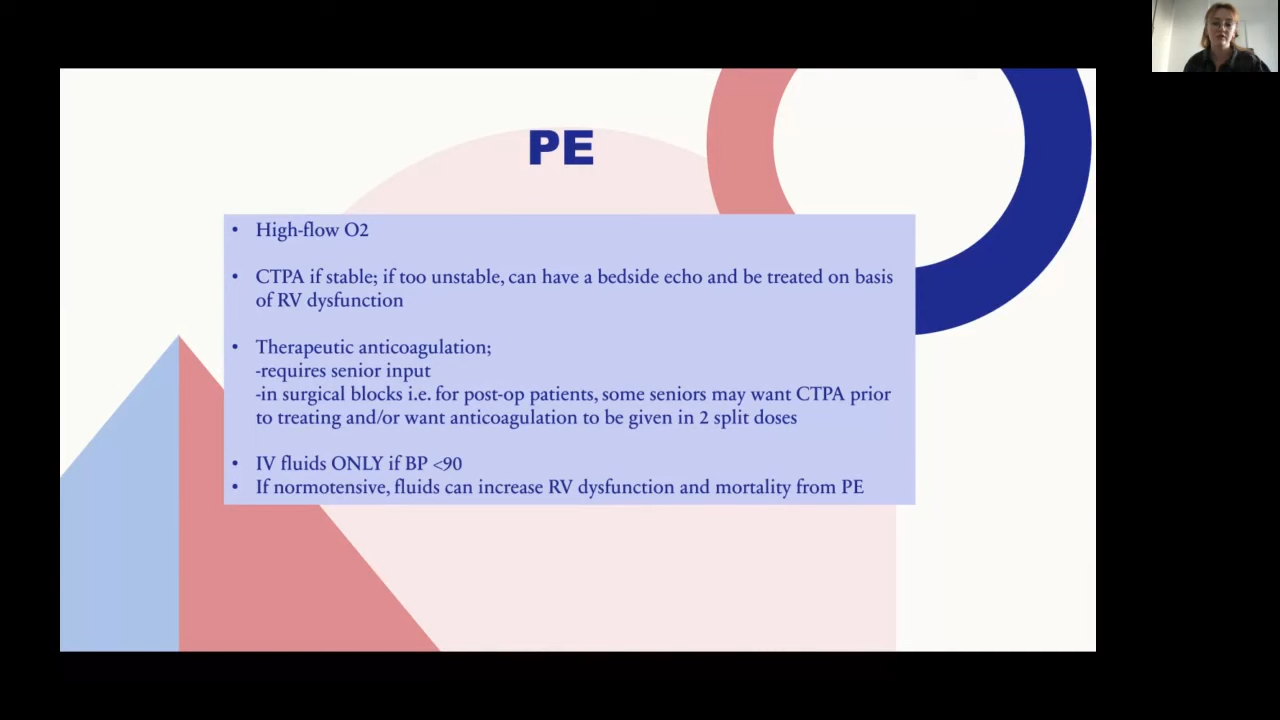 PE
• High-flow O2
• CTPA if stable; if too unstable, can have a bedside echo and be treated on basis
of RV dysfunction
• Therapeutic anticoagulation;
-requires senior input
-in surgical blocks i.e. for post-op patients, some seniors may want CTPA prior
to treating and/or want anticoagulation to be given in 2 split doses
• IV fluids ONLY if BP <90
• If normotensive, fluids can increase RV dysfunction and mortality from PE